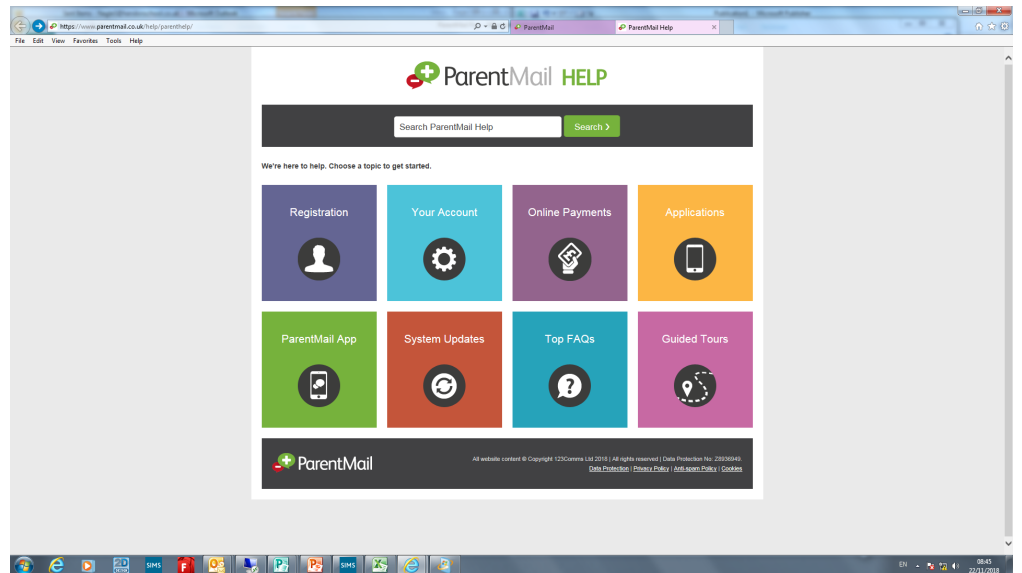 https://www.parentmail.co.uk/help/parenthelp/
ParentMail
ParentMail Help
File Edit View Favorites Tools Help
ParentMail HELP
Search ParentMail Help
Search
We're here to help. Choose a topic to get started.
Registration
Your Account
Online Payments
Applications
ParentMail App
System Updates
Top FAQs
Guided Tours
ParentMail
All website content © Copyright 123Comms Ltd 2018 | All rights reserved | Data Protection No: Z8936949.
Data Protection | Privacy Policy | Anti-spam Policy | Cookies
SIMS
SIMS
EN
08:45
22/11/2018